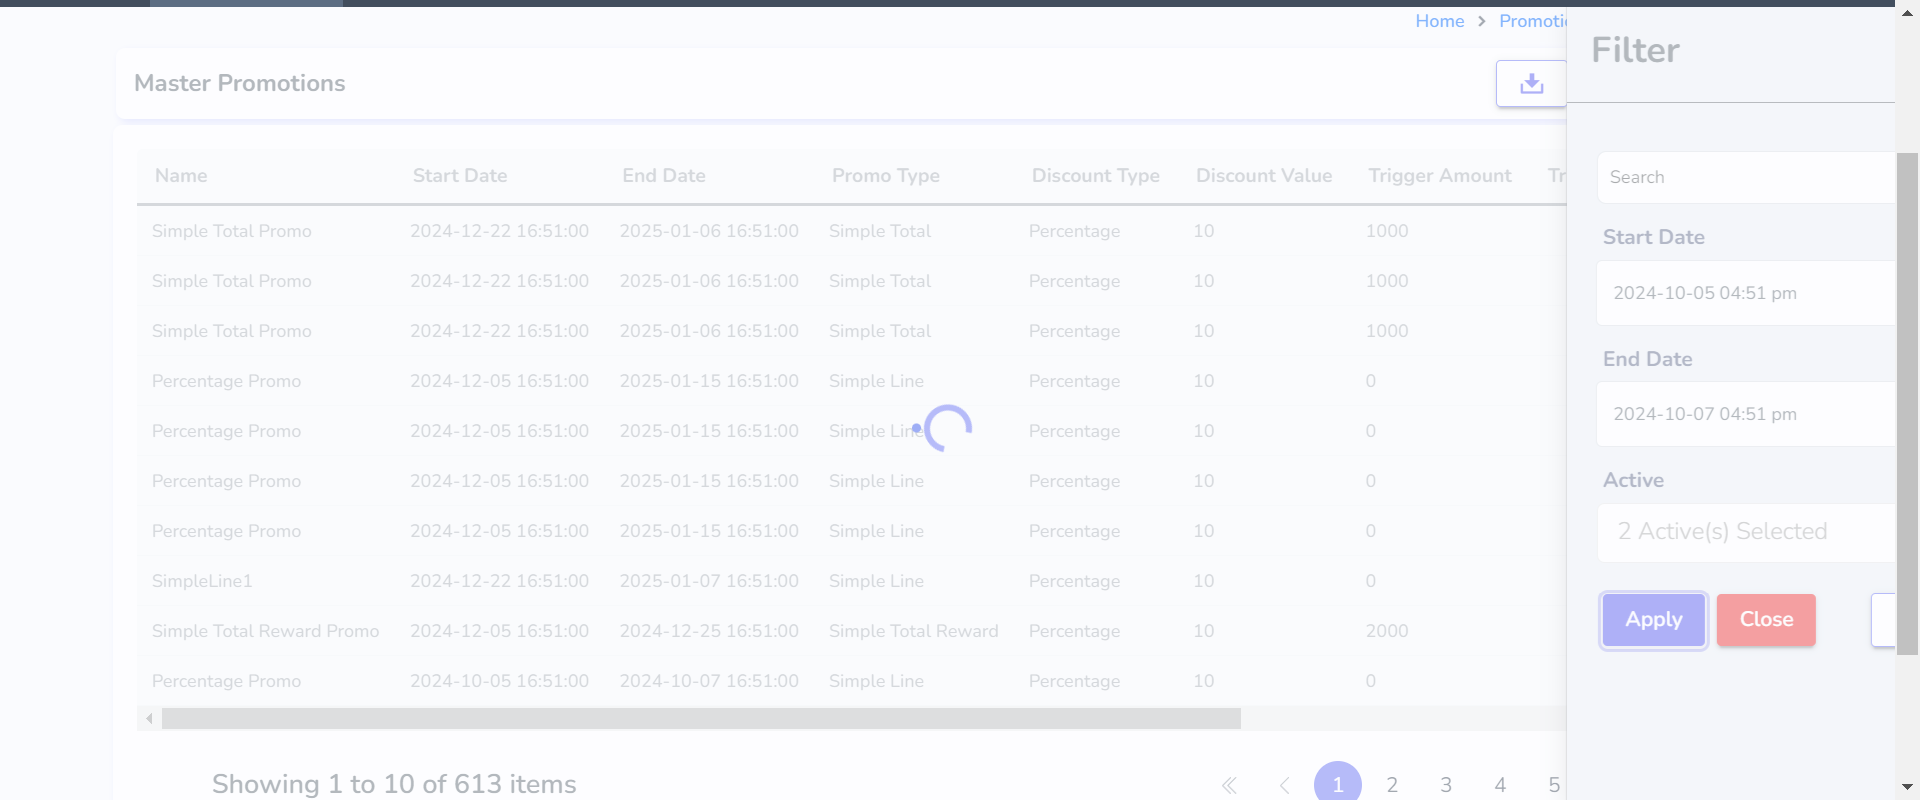 Home > Promoti
Filter
Master Promotions
Name Start Date End Date Promo Type Discount Type Discount Value Trigger Amount Tr
Simple Total Promo 2024-12-22 16:51:00 2025-01-06 16:51:00 Simple Total Percentage 10 1000
Simple Total Promo 2024-12-22 16:51:00 2025-01-06 16:51:00 Simple Total Percentage 10 1000
Simple Total Promo 2024-12-22 16:51:00 2025-01-06 16:51:00 Simple Total Percentage 10 1000
Percentage Promo 2024-12-05 16:51:00 2025-01-15 16:51:00 Simple Line Percentage 10 0
Percentage Promo 2024-12-05 16:51:00 2025-01-15 16:51:00 Simple Line Percentage 10 0
Percentage Promo 2024-12-05 16:51:00 2025-01-15 16:51:00 Simple Line Percentage 10 0
Percentage Promo 2024-12-05 16:51:00 2025-01-15 16:51:00 Simple Line Percentage 10 0
SimpleLine1 2024-12-22 16:51:00 2025-01-07 16:51:00 Simple Line Percentage 10 0
Simple Total Reward Promo 2024-12-05 16:51:00 2024-12-25 16:51:00 Simple Total Reward Percentage 10 2000
Percentage Promo 2024-10-05 16:51:00 2024-10-07 16:51:00 Simple Line Percentage 10 0
Showing 1 to 10 of 613 items
« < 1 2 3 4 5
Search
Start Date
2024-10-05 04:51 pm
End Date
2024-10-07 04:51 pm
Active
2 Active(s) Selected
Apply Close